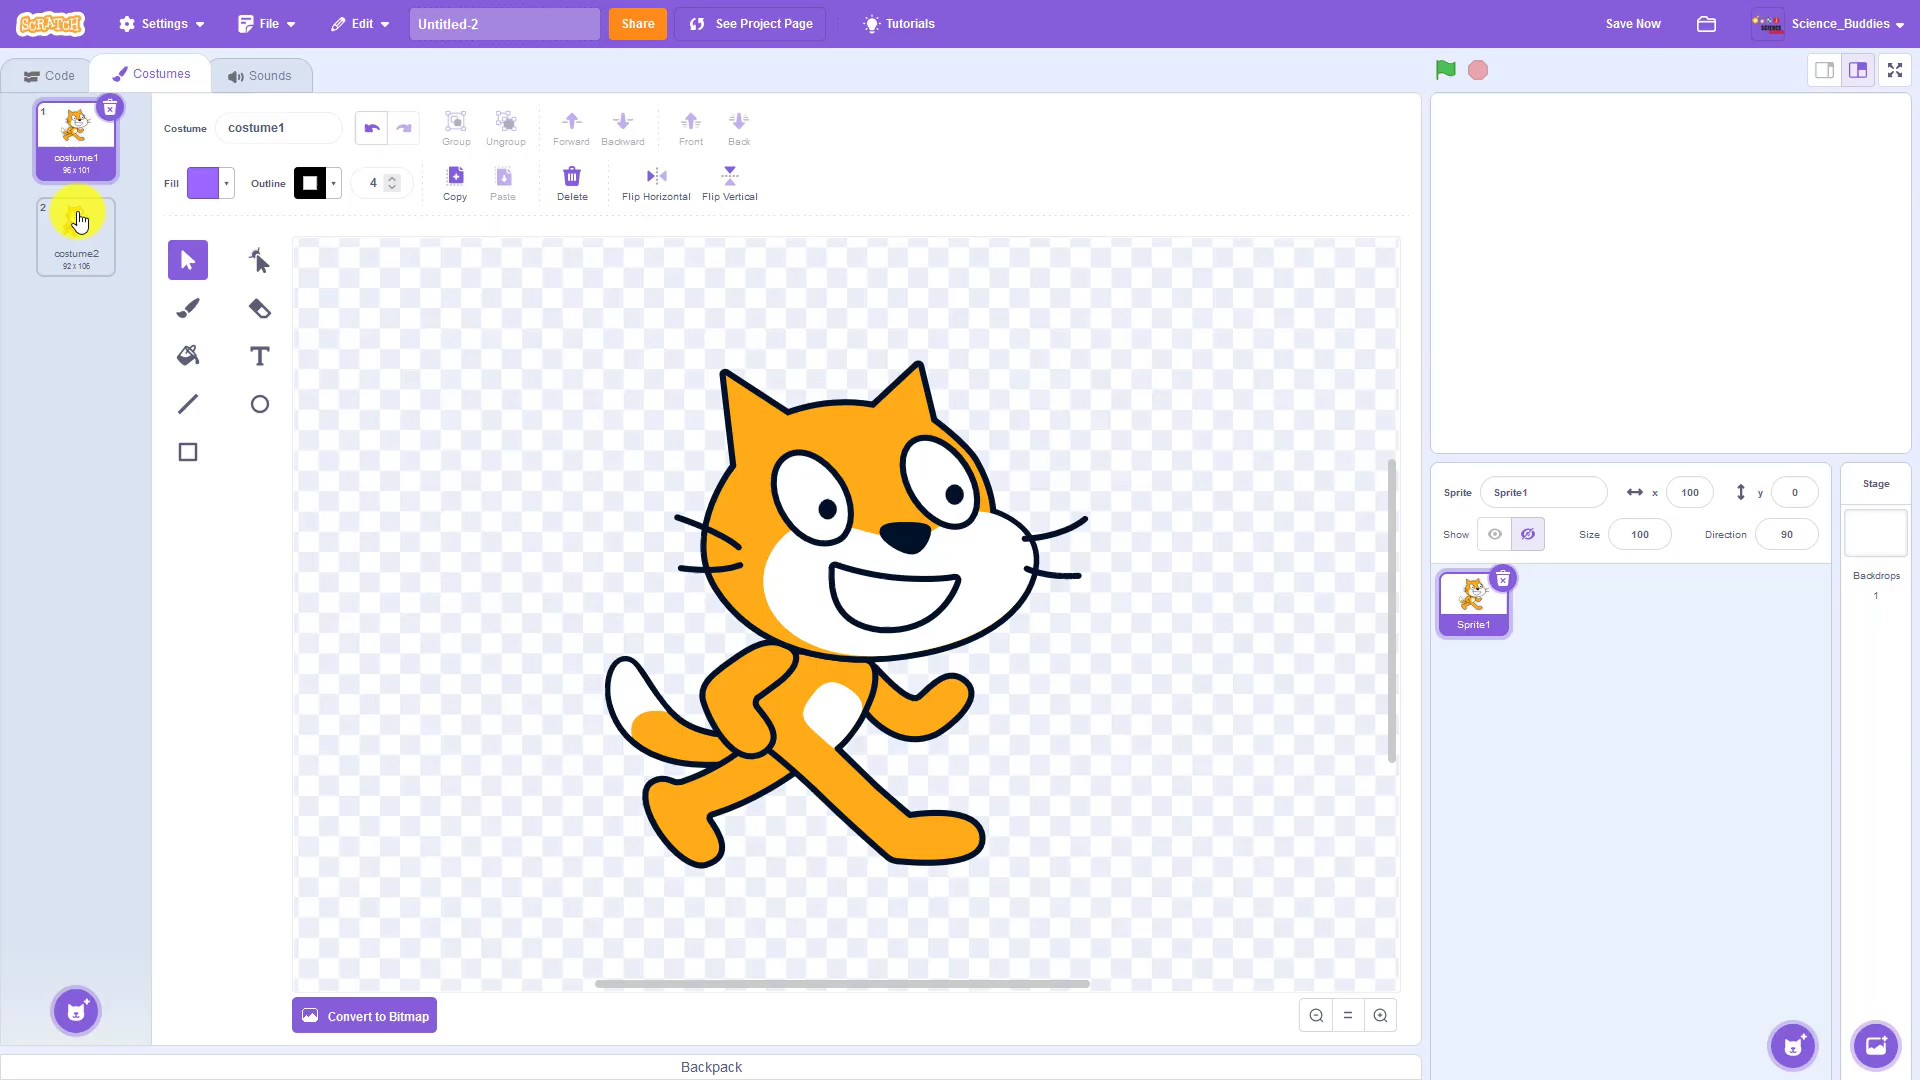 SCRATCH
Settings
File
Edit
Untitled-2
Share
See Project Page
Tutorials
Save Now
Science_Buddies
Code
Costumes
Sounds
1
costume1
96 x 101
2
costume2
92 x 106
Costume
costume1
Group
Ungroup
Forward
Backward
Front
Back
Fill
Outline
4
Copy
Paste
Delete
Flip Horizontal
Flip Vertical
Convert to Bitmap
Backpack
Sprite
Sprite1
x
100
y
0
Show
Size
100
Direction
90
Sprite1
Stage
Backdrops
1